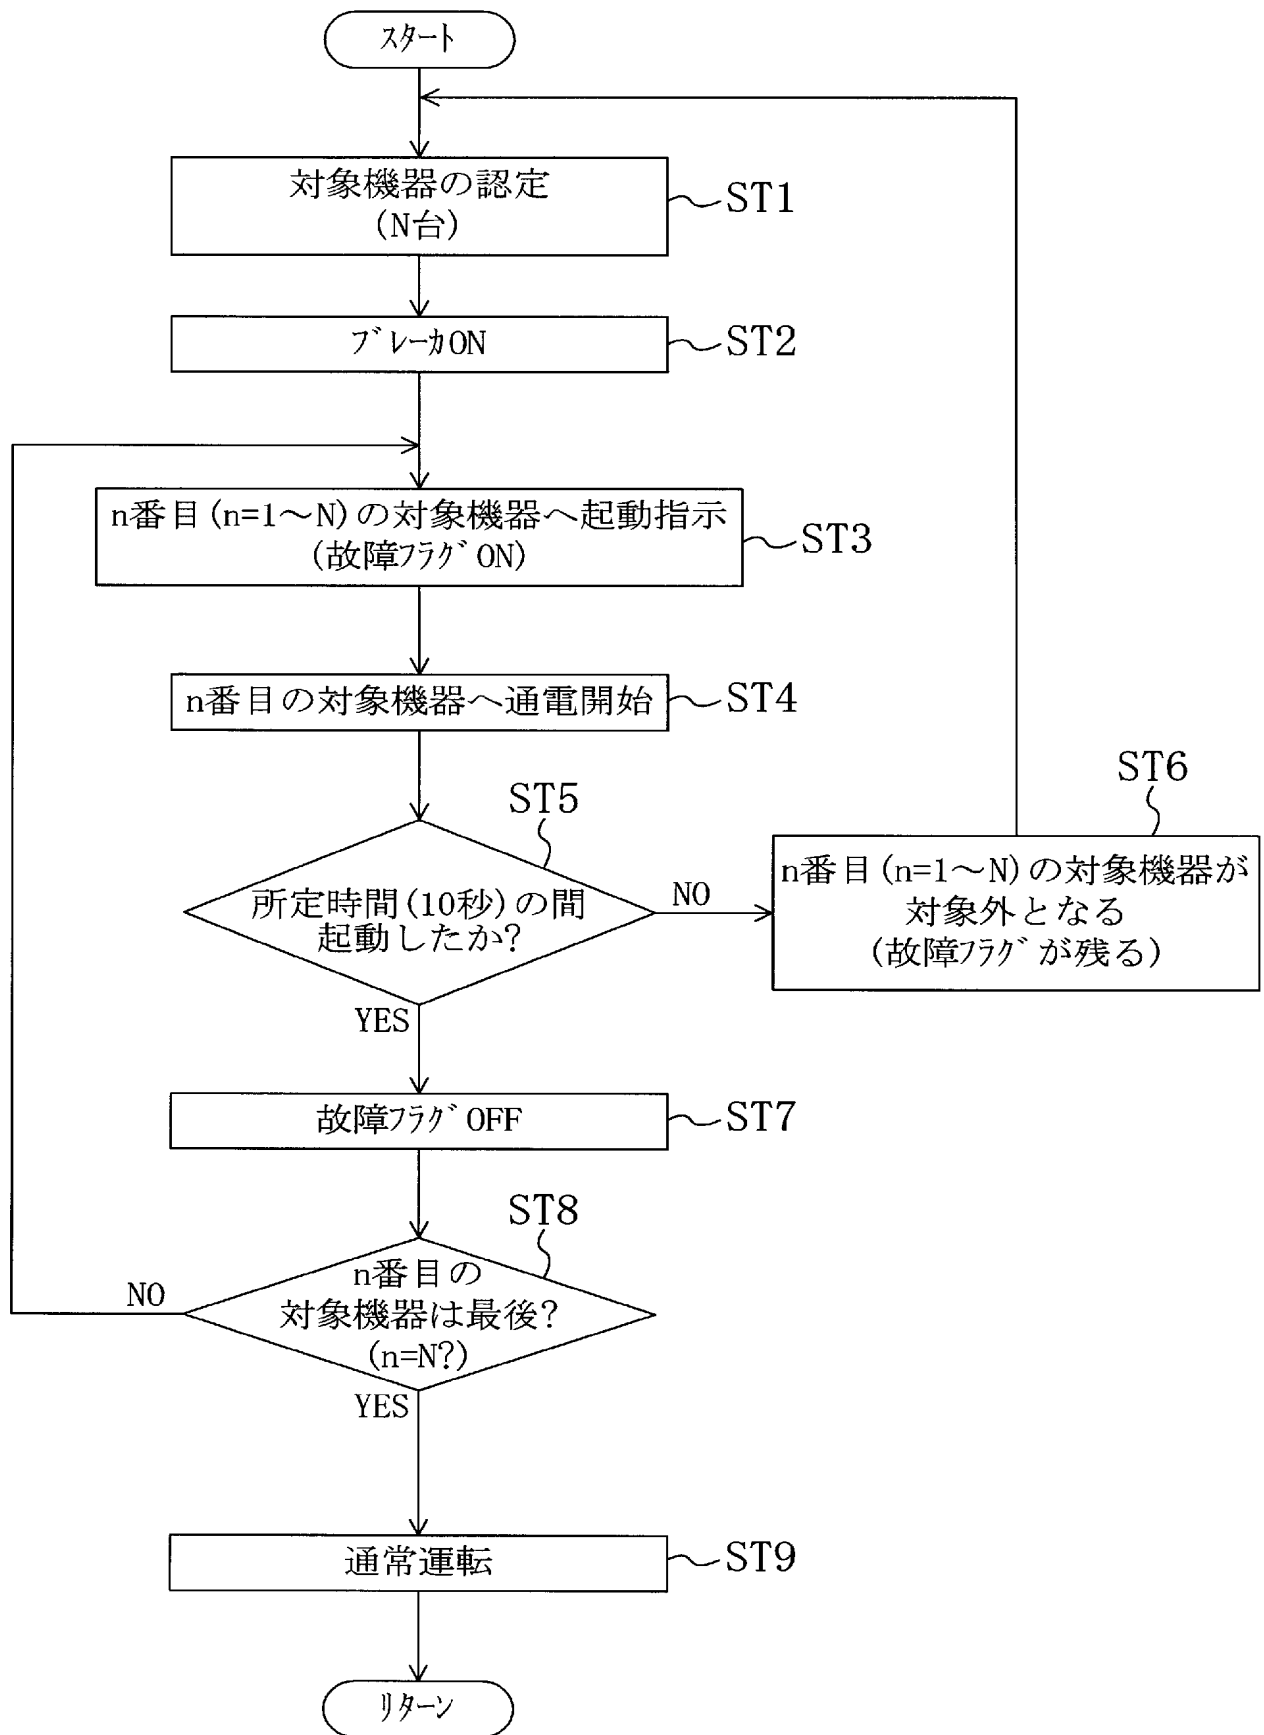 スタート
対象機器の認定
(N台)
ST1
ブレーカON
ST2
n番目(n=1～N)の対象機器へ起動指示
(故障フラグON)
ST3
n番目の対象機器へ通電開始
ST4
ST5
所定時間(10秒)の間
起動したか?
NO
ST6
n番目(n=1～N)の対象機器が
対象外となる
(故障フラグが残る)
YES
故障フラグOFF
ST7
ST8
n番目の
対象機器は最後?
(n=N?)
NO
YES
通常運転
ST9
リターン